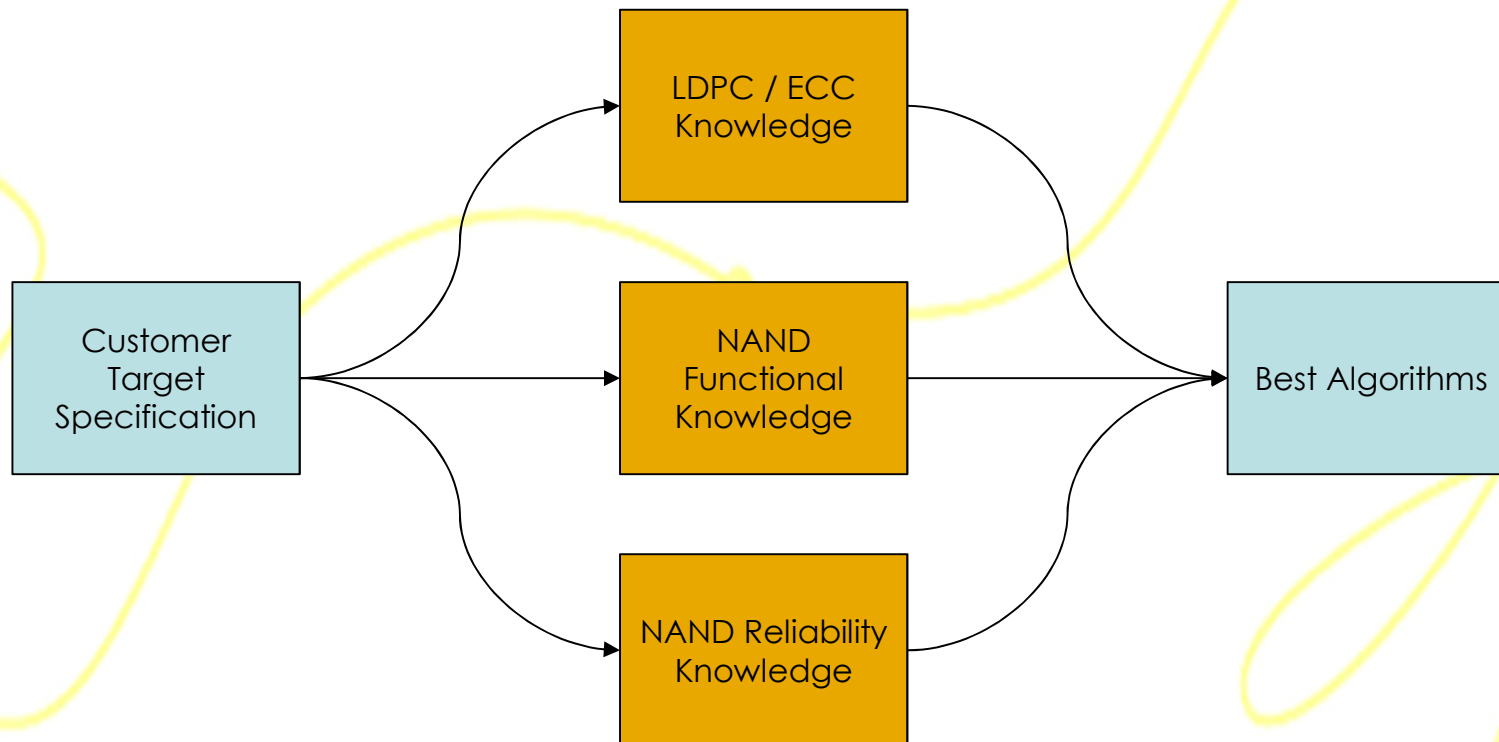 LDPC / ECC
Knowledge
Customer
Target
Specification
NAND
Functional
Knowledge
Best Algorithms
NAND Reliability
Knowledge